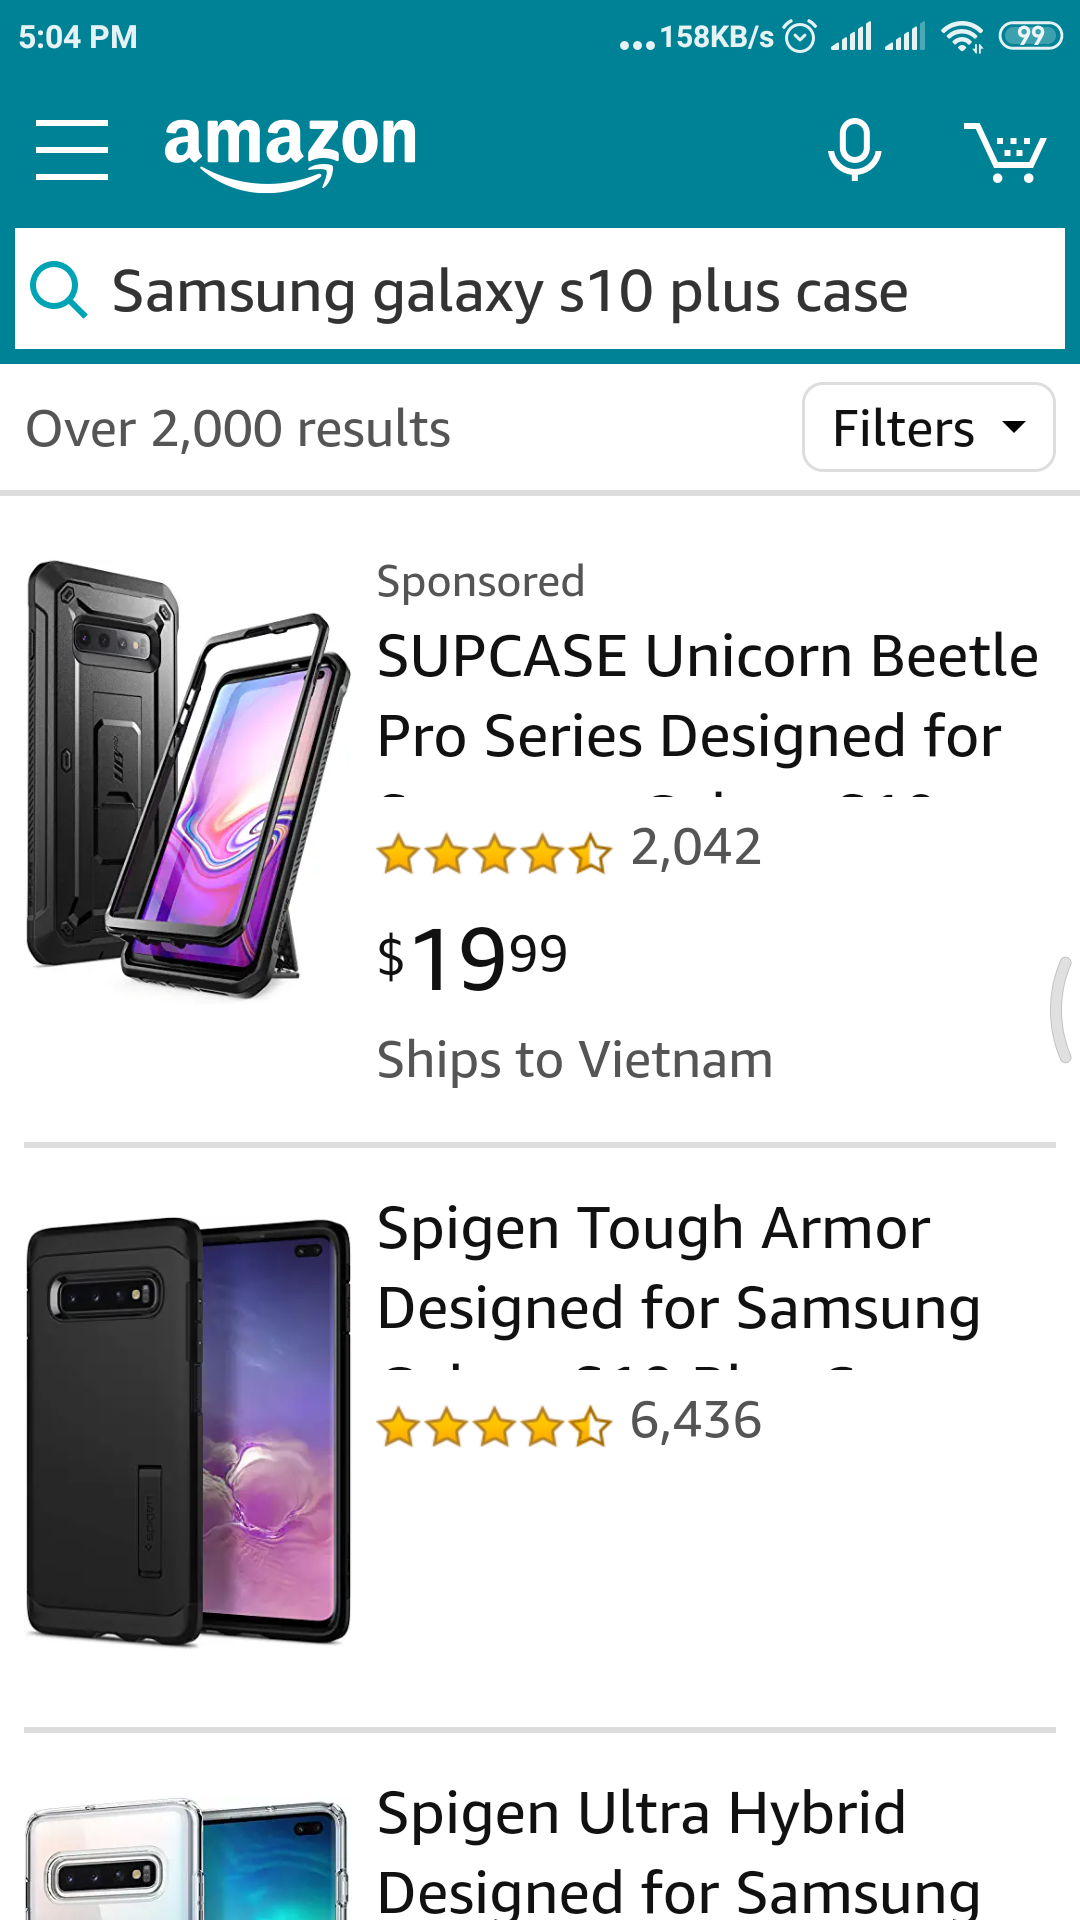 5:04 PM
...158KB/s
99
amazon
Samsung galaxy s10 plus case
Over 2,000 results
Filters
Sponsored
SUPCASE Unicorn Beetle
Pro Series Designed for
2,042
$19 99
Ships to Vietnam
Spigen Tough Armor
Designed for Samsung
6,436
Spigen Ultra Hybrid
Designed for Samsung